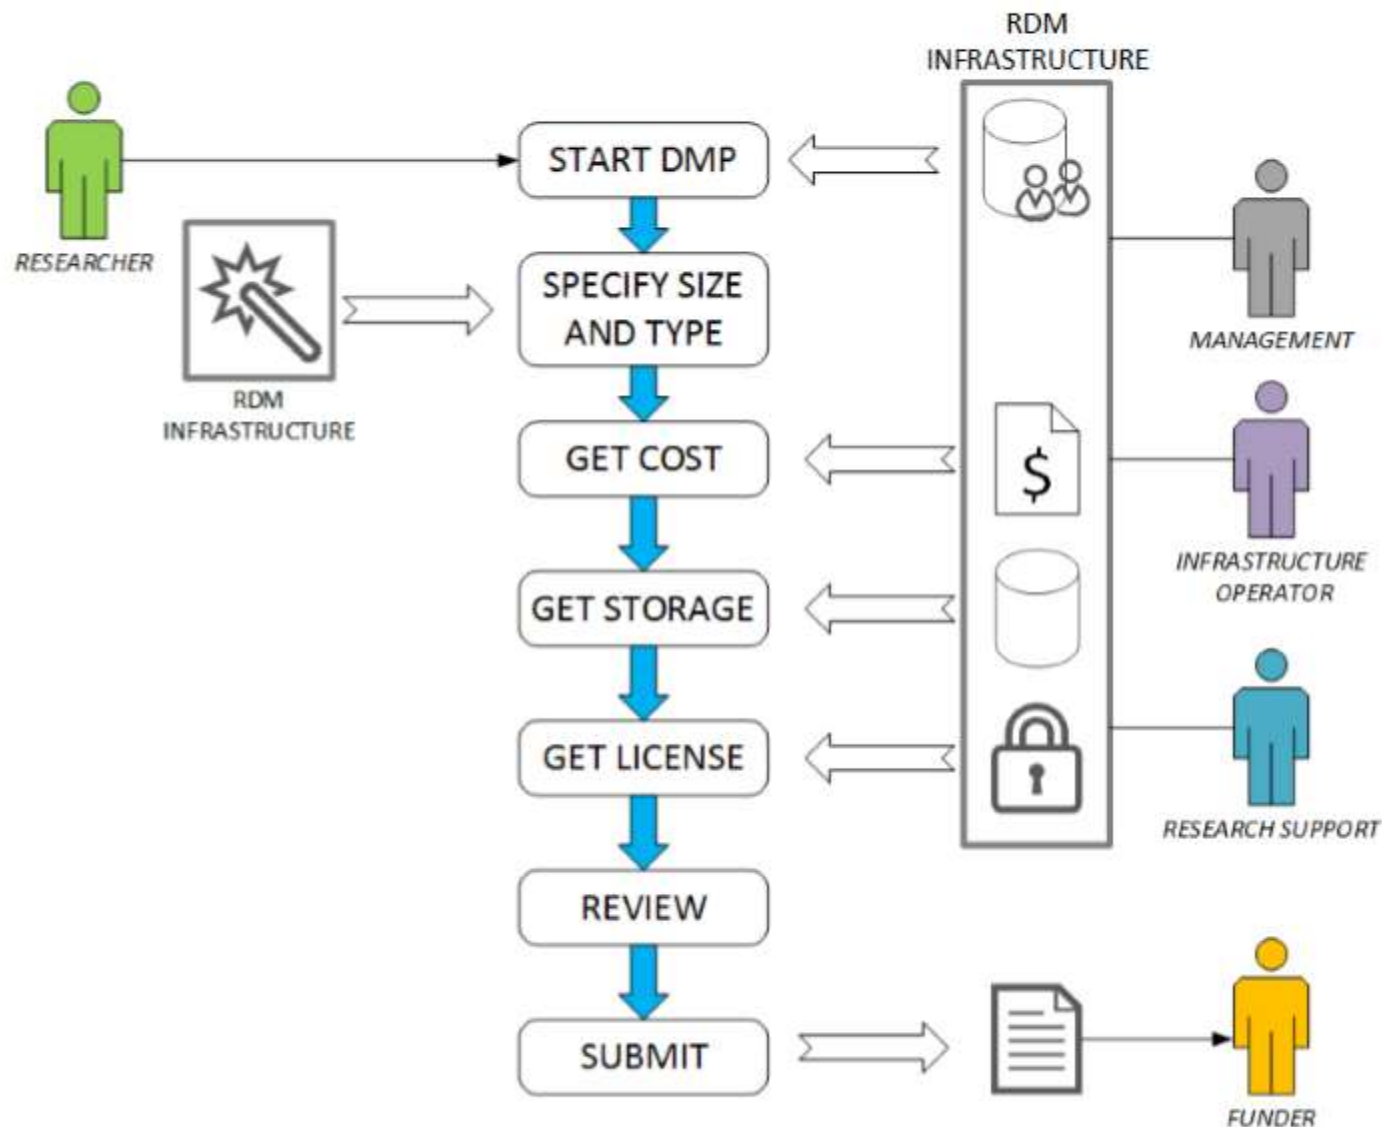 RDM
INFRASTRUCTURE
START DMP
RESEARCHER
SPECIFY SIZE
AND TYPE
RDM
INFRASTRUCTURE
MANAGEMENT
GET COST
$
INFRASTRUCTURE
OPERATOR
GET STORAGE
GET LICENSE
RESEARCH SUPPORT
REVIEW
SUBMIT
FUNDER